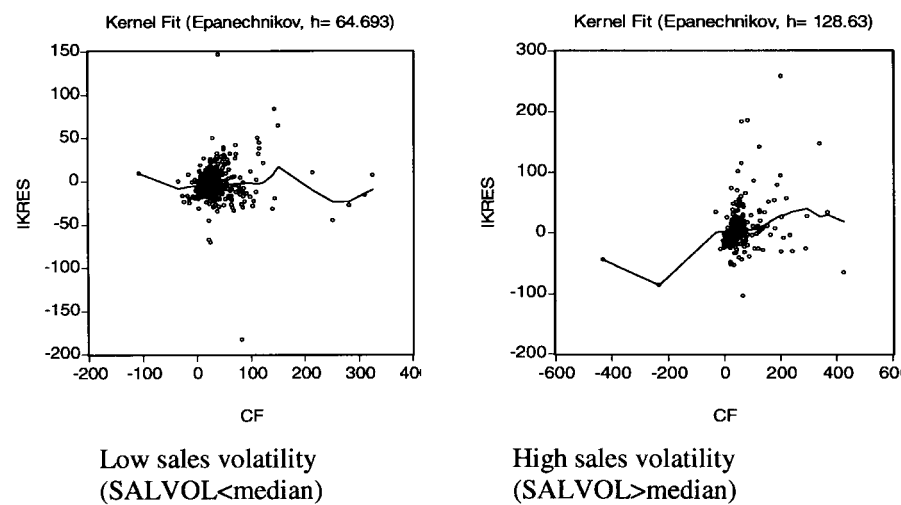 Kernel Fit (Epanechnikov, h= 64.693)
150
100
50
0
-50
-100
-150
-200
IKRES
-200 -100 0 100 200 300 40
CF
Low sales volatility
(SALVOL<median)
Kernel Fit (Epanechnikov, h= 128.63)
300
200
100
0
-100
-200
IKRES
-600 -400 -200 0 200 400 60
CF
High sales volatility
(SALVOL>median)